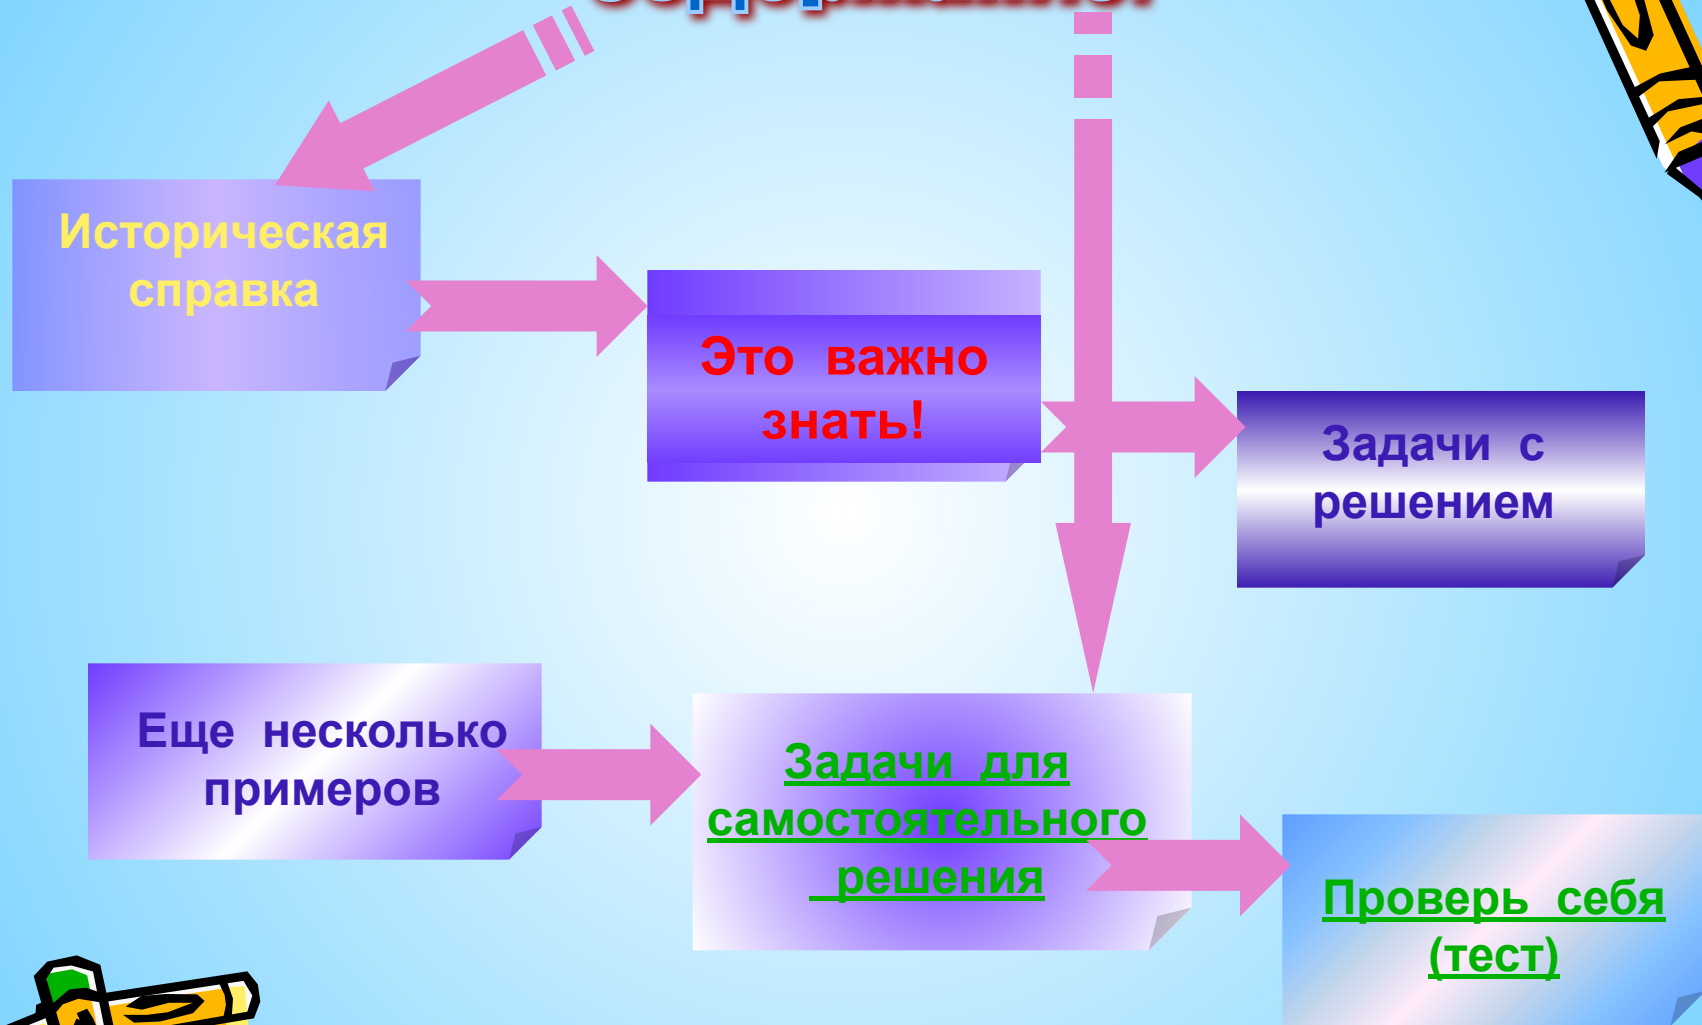 Историческая
справка
Это важно
знать!
Задачи с
решением
Еще несколько
примеров
Задачи для
самостоятельного
решения
Проверь себя
(тест)